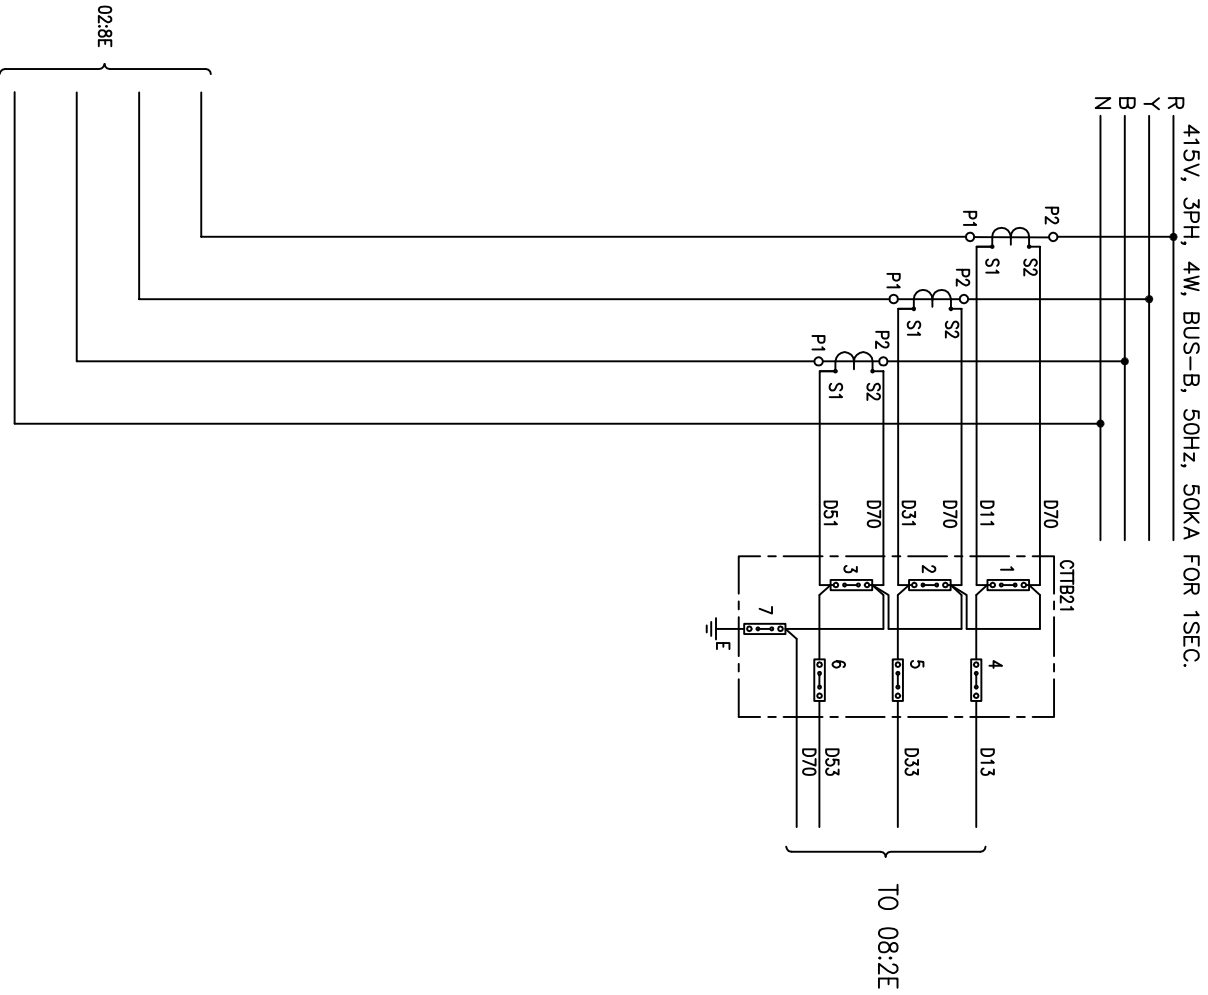 415V, 3PH, 4W, BUS-B, 50Hz, 50KA FOR 1SEC.
R
Y
B
N
P2
P1
S2
S1
P2
P1
S2
S1
P2
P1
S2
S1
D70
D11
D70
D31
D70
D51
CTTB21
1
2
3
4
5
6
7
E
D13
D33
D53
D70
TO 08:2E
02:8E